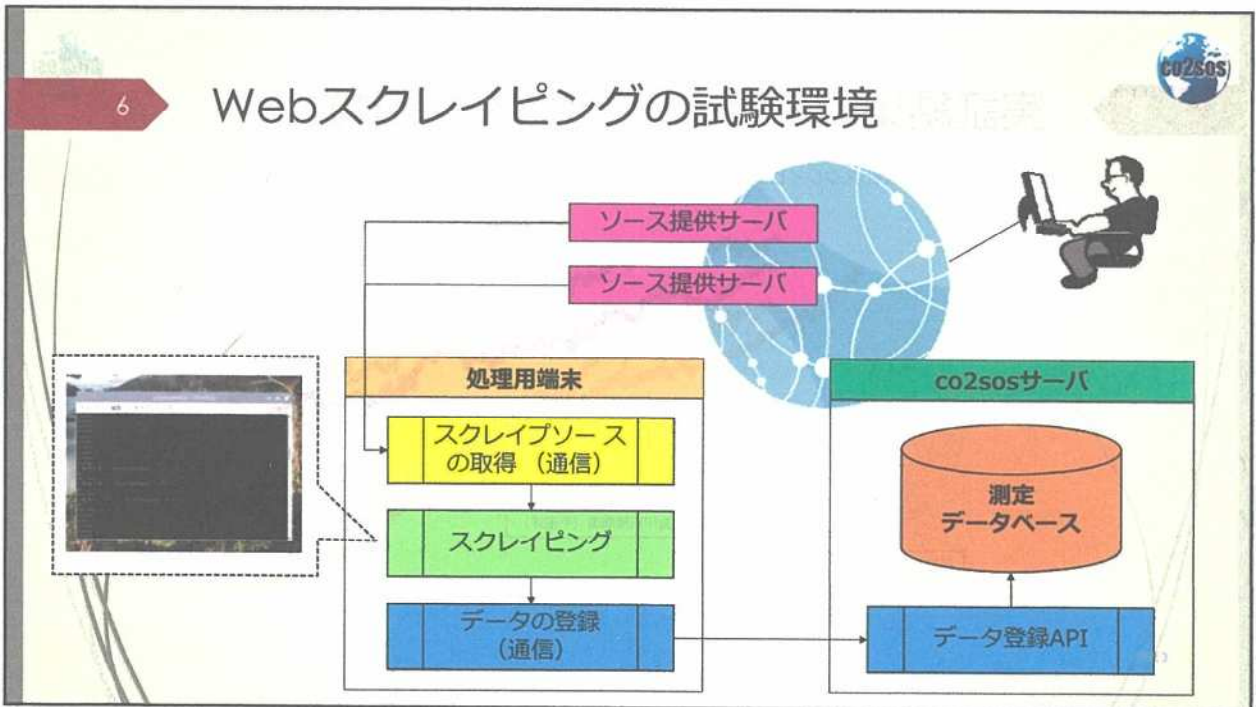 6
Webスクレイピングの試験環境
co2sos
ソース提供サーバ
ソース提供サーバ
処理用端末
スクレイプソース
の取得 （通信）
スクレイピング
データの登録
（通信）
co2sosサーバ
測定
データベース
データ登録API